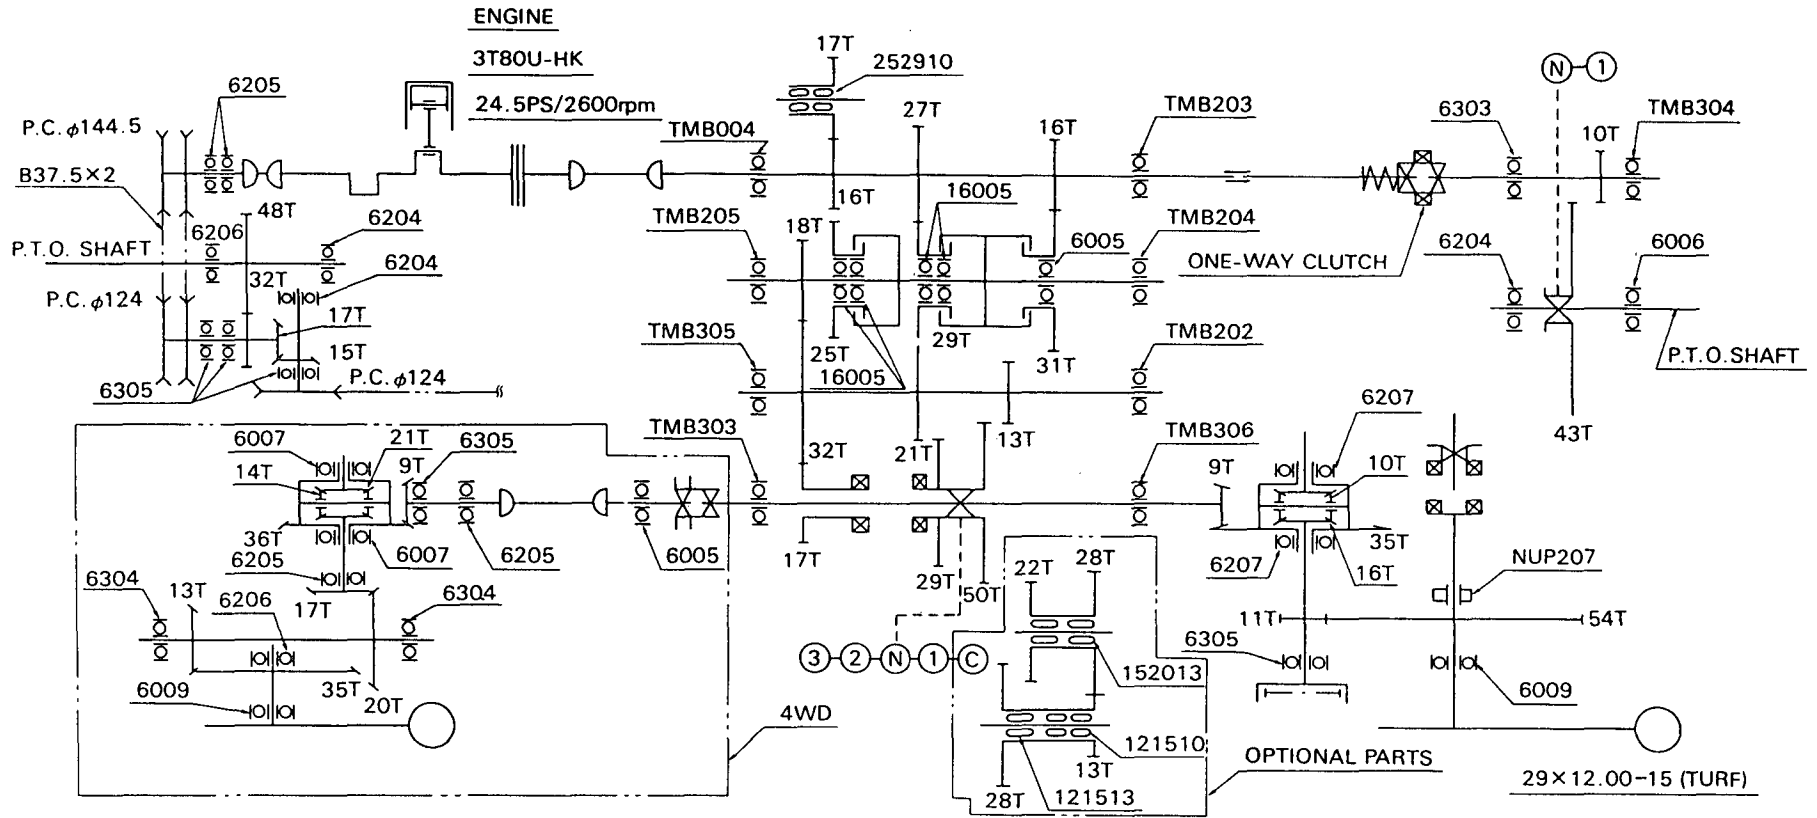 ENGINE
3T80U-HK
24.5PS/2600rpm
17T
252910
N
1
6205
P.C. φ144.5
TMB004
27T
16T
TMB203
6303
10T
TMB304
B37.5×2
48T
6206
6204
P.T.O. SHAFT
32T
6204
P.C. φ124
17T
15T
6305
P.C. φ124
16T
16005
TMB205
18T
6005
TMB204
6204
6006
ONE-WAY CLUTCH
TMB305
25T
29T
31T
16005
TMB202
P.T.O. SHAFT
43T
6007
21T
6305
14T
9T
TMB303
32T
21T
13T
TMB306
6207
9T
10T
36T
6007
6205
6005
17T
29T
50T
6207
35T
16T
6205
6304
13T
6206
17T
6304
22T
28T
NUP207
11T
54T
3
2
N
1
C
6305
6009
35T
20T
152013
6009
4WD
121510
13T
28T
121513
OPTIONAL PARTS
29×12.00-15 (TURF)